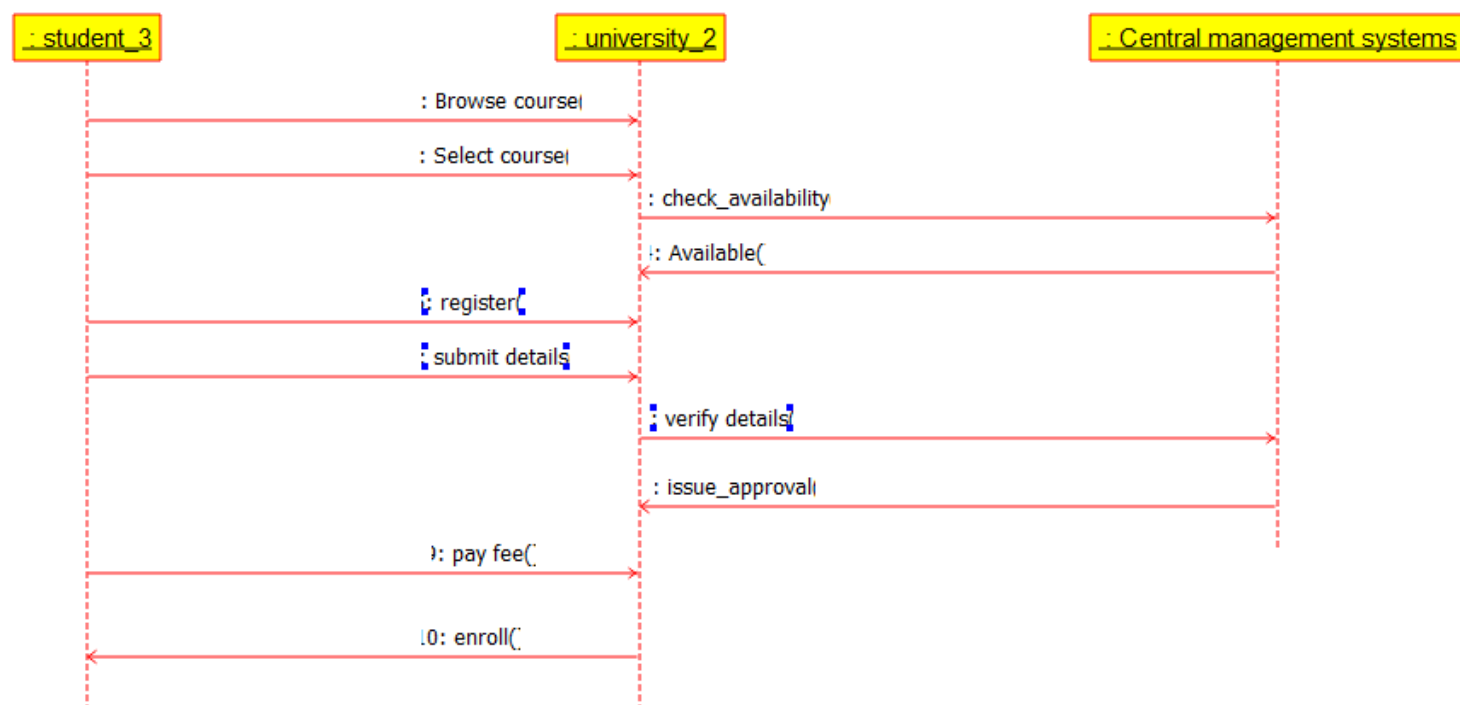 : student_3
: university_2
: Central management systems
: Browse course(
: Select course(
: check_availability
: Available(
: register(
: submit details
: verify details(
: issue_approval(
9: pay fee()
10: enroll()